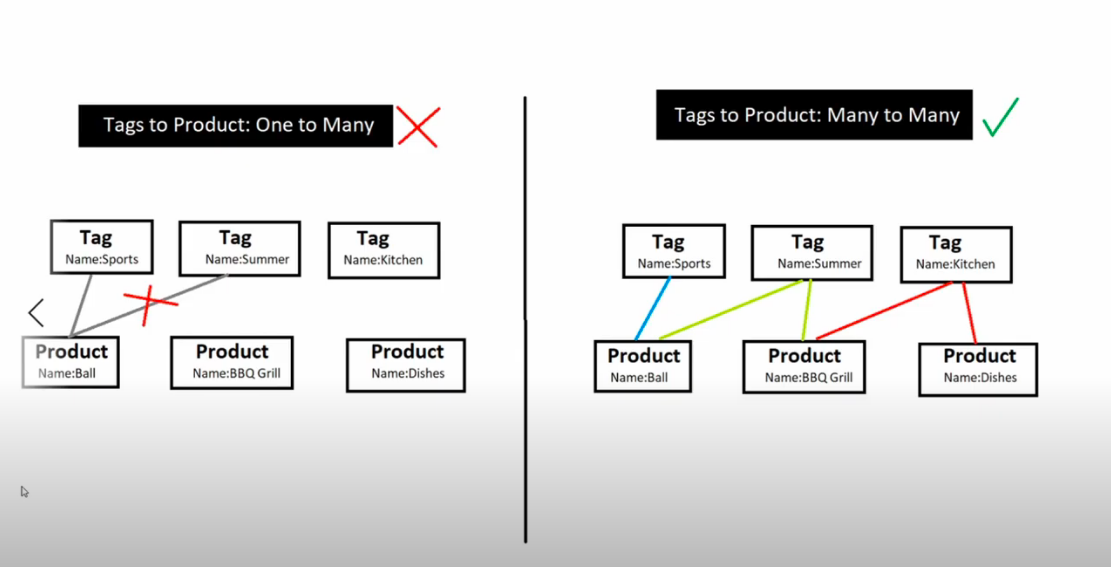 Tags to Product: One to Many
Tag
Name:Sports
Tag
Name:Summer
Tag
Name:Kitchen
Product
Name:Ball
Product
Name:BBQ Grill
Product
Name:Dishes
Tags to Product: Many to Many
Tag
Name:Sports
Tag
Name:Summer
Tag
Name:Kitchen
Product
Name:Ball
Product
Name:BBQ Grill
Product
Name:Dishes